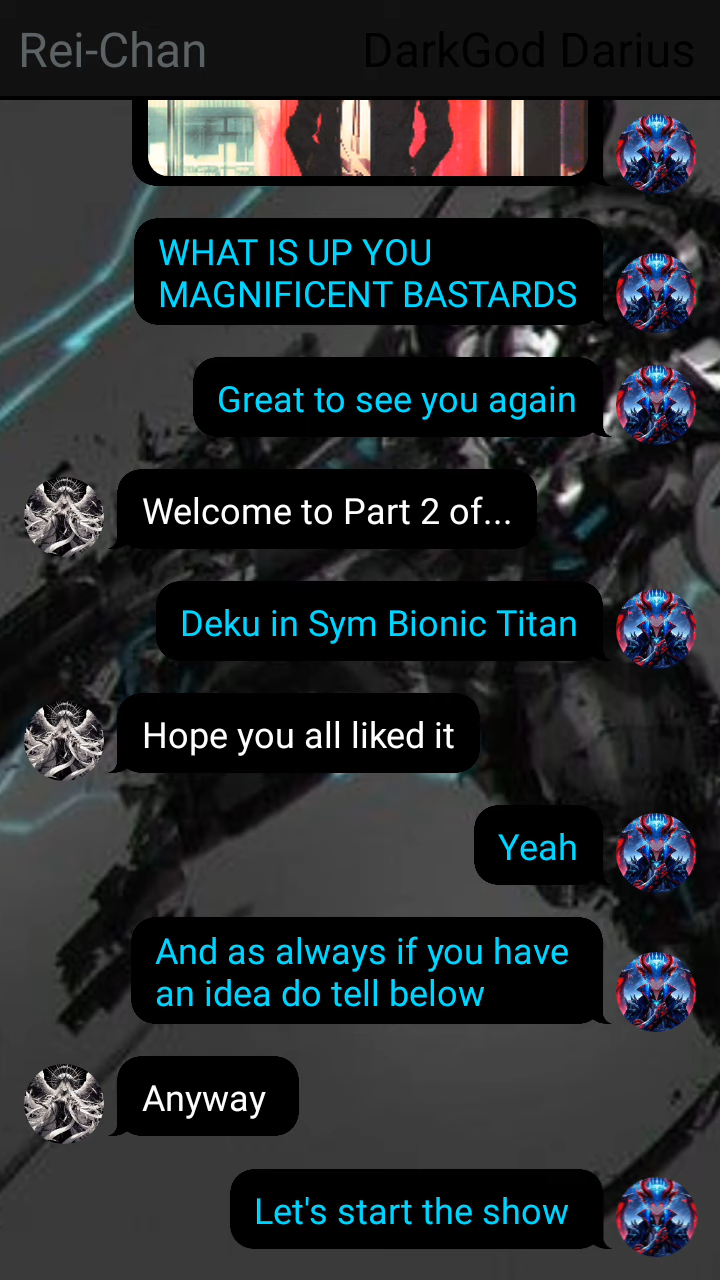 Rei-Chan
DarkGod Darius
WHAT IS UP YOU
MAGNIFICENT BASTARDS
Great to see you again
Welcome to Part 2 of...
Deku in Sym Bionic Titan
Hope you all liked it
Yeah
And as always if you have
an idea do tell below
Anyway
Let's start the show